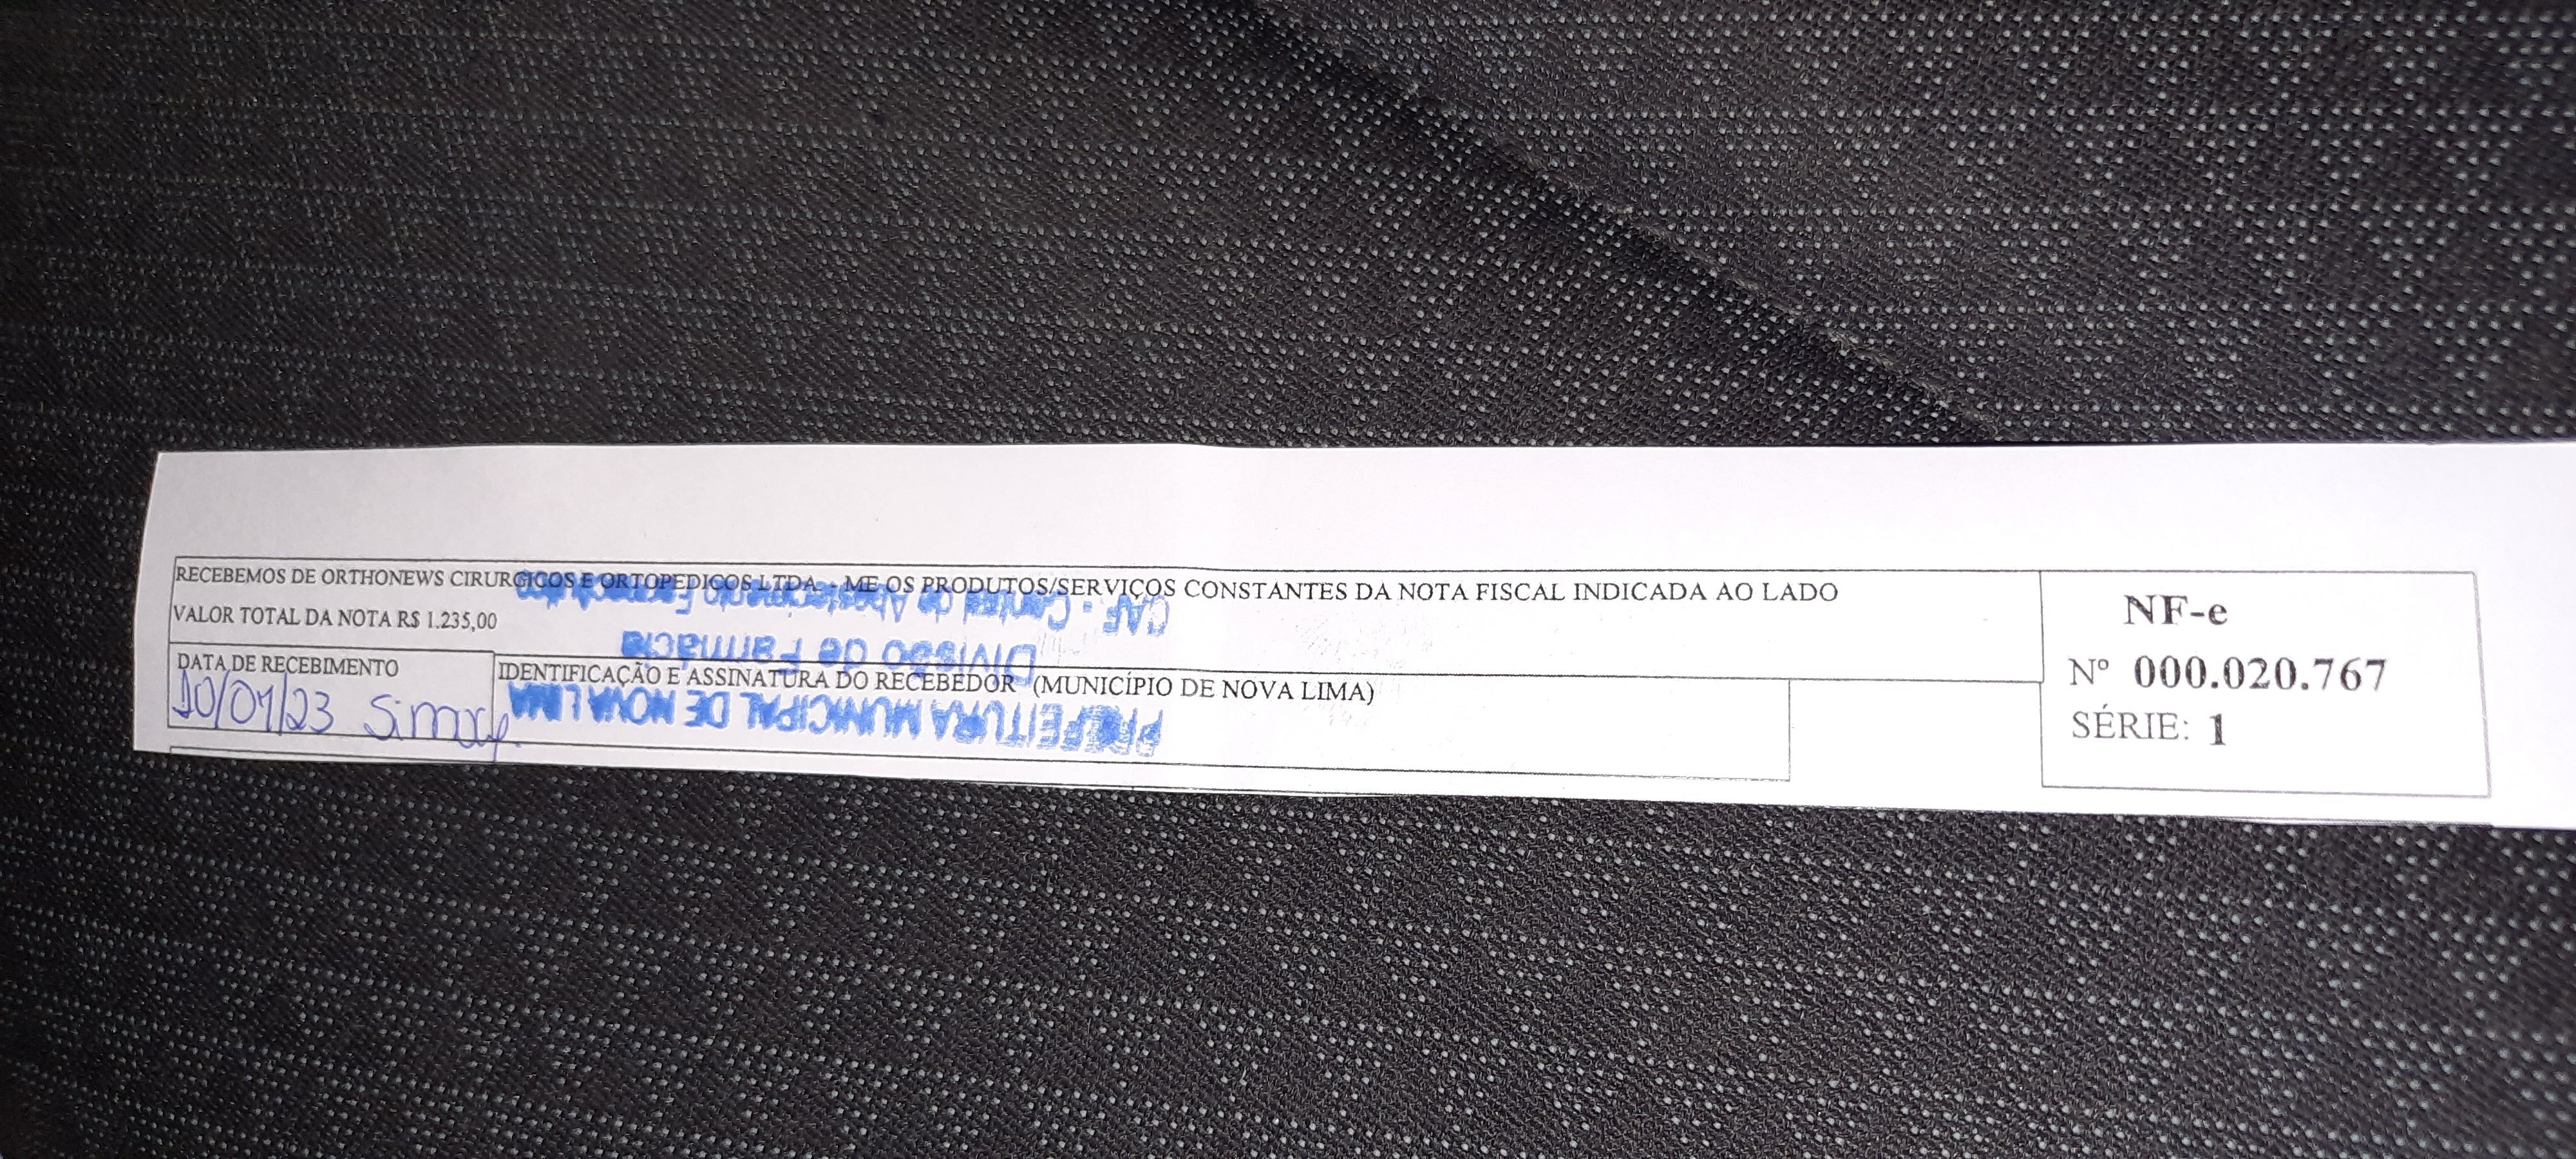 RECEBEMOS DE ORTHONEWS CIRURGICOS E ORTOPEDICOS LTDA - ME OS PRODUTOS/SERVIÇOS CONSTANTES DA NOTA FISCAL INDICADA AO LADO
VALOR TOTAL DA NOTA R$ 1.235,00
DATA DE RECEBIMENTO
10/01/23
IDENTIFICAÇÃO E ASSINATURA DO RECEBEDOR (MUNICÍPIO DE NOVA LIMA)
NF-e
Nº 000.020.767
SÉRIE: 1
PREFEITURA MUNICIPAL DE NOVA LIMA
Divisão de Farmácia
CAF - Central de Abastecimento Farmacêutico